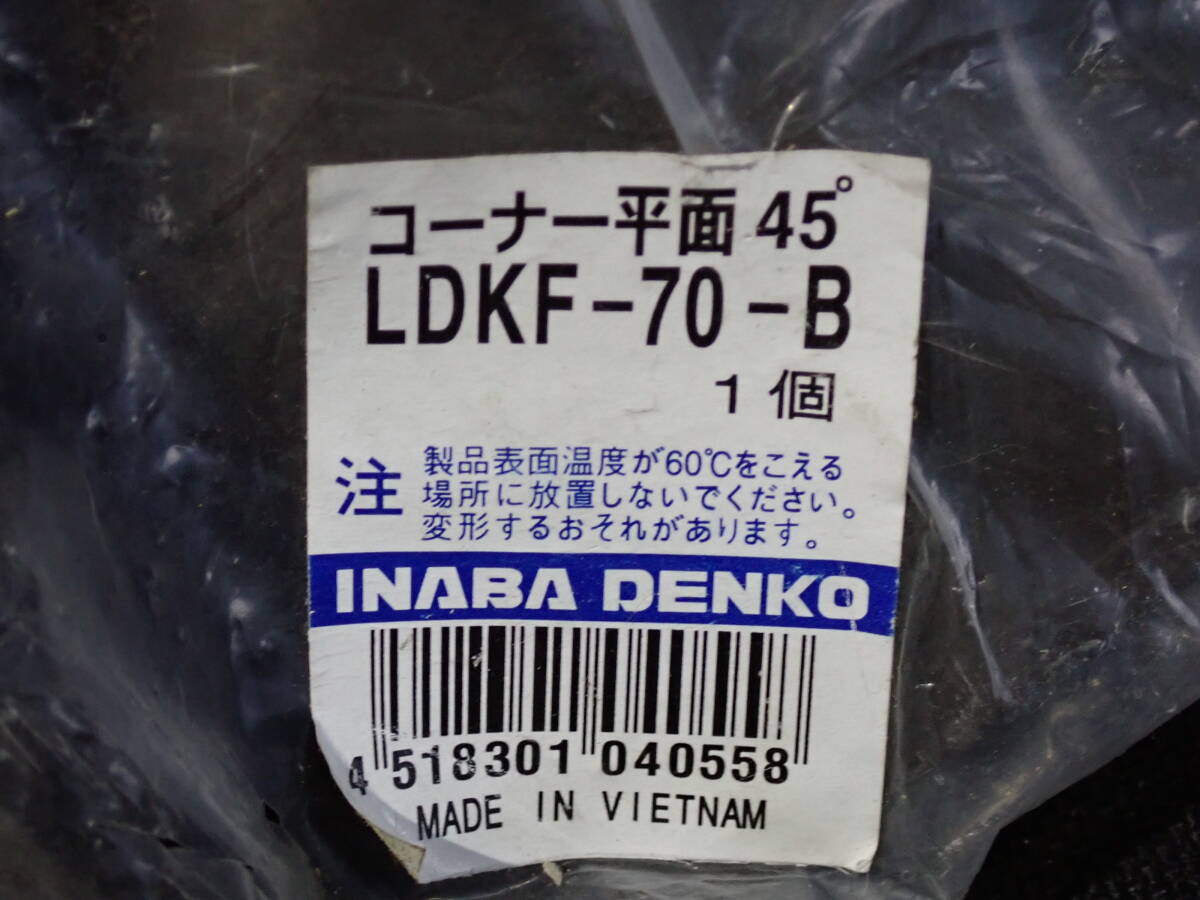 コーナー平面 45°
LDKF-70-B
1個
注 製品表面温度が60℃をこえる
場所に放置しないでください。
変形するおそれがあります。
INABA DENKO
4 518301 040558
MADE IN VIETNAM